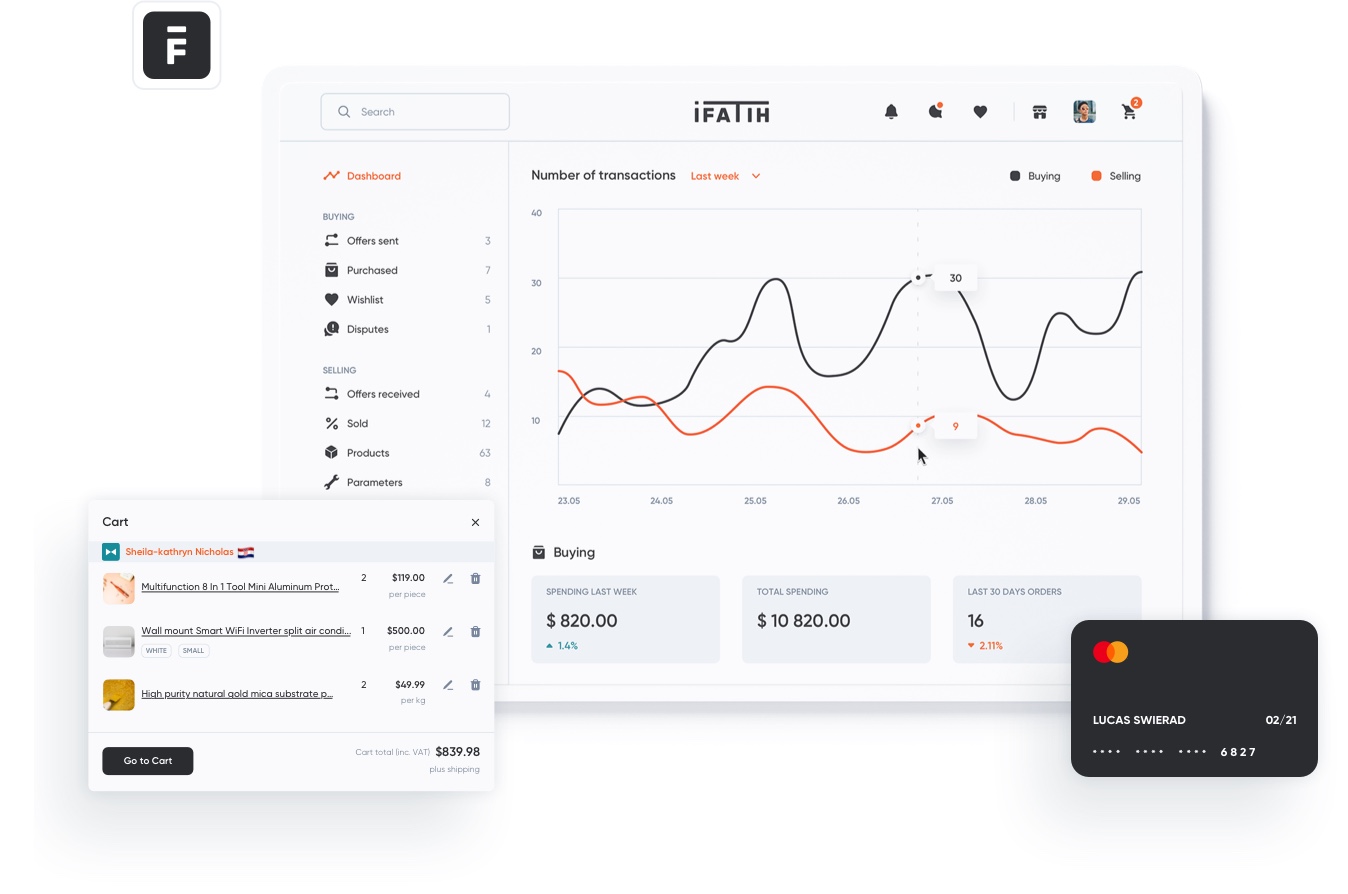 F
Search
iFATIH
2
Dashboard
BUYING
Offers sent 3
Purchased 7
Wishlist 5
Disputes 1
SELLING
Offers received 4
Sold 12
Products 63
Parameters 8
Number of transactions Last week
Buying Selling
40
30
20
10
30
9
23.05 24.05 25.05 26.05 27.05 28.05 29.05
Buying
SPENDING LAST WEEK
$ 820.00
1.4%
TOTAL SPENDING
$ 10 820.00
LAST 30 DAYS ORDERS
16
2.11%
Cart
Sheila-kathryn Nicholas
Multifunction 8 In 1 Tool Mini Aluminum Prot... 2 $119.00
per piece
Wall mount Smart WiFi Inverter split air condi... 1 $500.00
WHITE SMALL per piece
High purity natural gold mica substrate p... 2 $49.99
per kg
Go to Cart
Cart total (inc. VAT) $839.98
plus shipping
LUCAS SWIERAD 02/21
•••• •••• •••• 6827